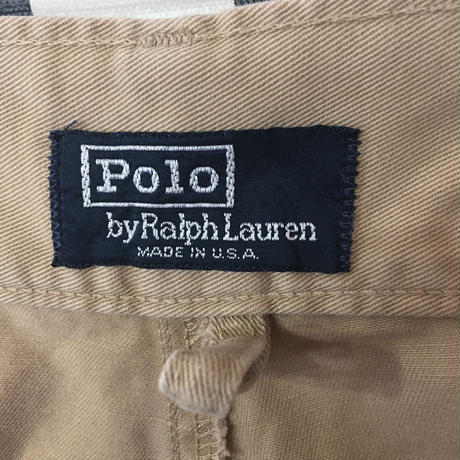 Polo
by Ralph Lauren
MADE IN U.S.A.